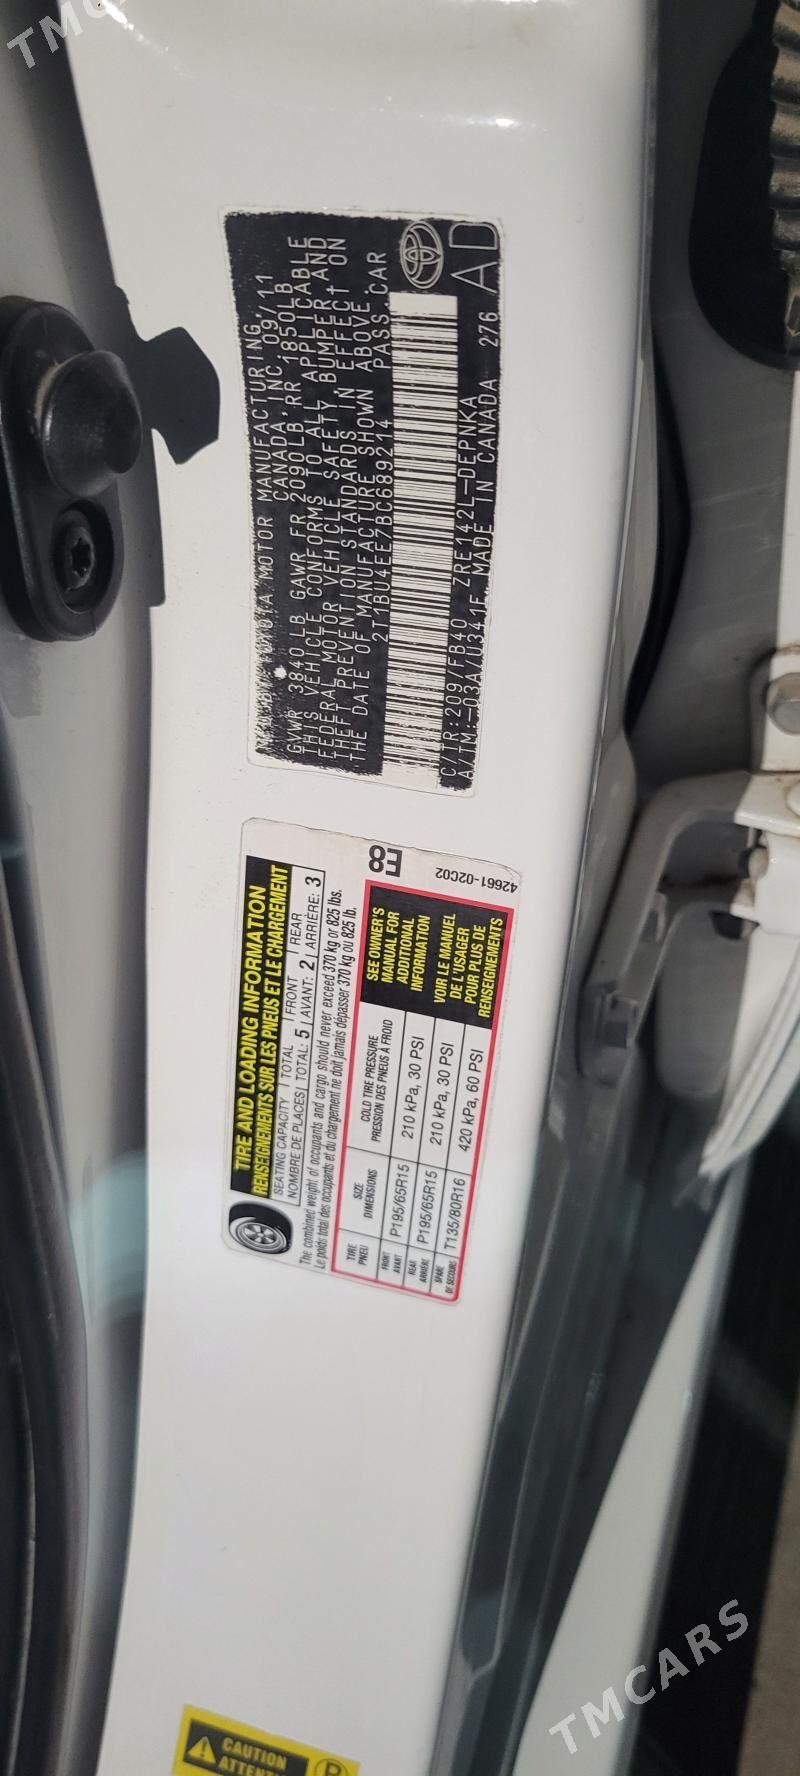 TMCARS
MFD. BY TOYOTA MOTOR MANUFACTURING,
CANADA, INC. 09/11
GVWR 3840LB GAWR FR 2090LB RR 1850LB
THIS VEHICLE CONFORMS TO ALL APPLICABLE
FEDERAL MOTOR VEHICLE SAFETY, BUMPER AND
THEFT PREVENTION STANDARDS IN EFFECT ON
THE DATE OF MANUFACTURE SHOWN ABOVE.
2T1BU4EE7BC689214 PASS.CAR
C/TR:209/FB40 ZRE142L-DEPNKA
A/TM:-03A/U341F MADE IN CANADA 276
AD
TIRE AND LOADING INFORMATION
RENSEIGNEMENTS SUR LES PNEUS ET LE CHARGEMENT
E8
SEATING CAPACITY TOTAL FRONT REAR
NOMBRE DE PLACES TOTAL: 5 AVANT: 2 ARRIÈRE: 3
The combined weight of occupants and cargo should never exceed 370 kg or 825 lbs.
Le poids total des occupants et du chargement ne doit jamais dépasser 370 kg ou 825 lb.
TIRE
PNEU
SIZE
DIMENSIONS
COLD TIRE PRESSURE
PRESSION DES PNEUS À FROID
FRONT
AVANT
P195/65R15
210 kPa, 30 PSI
REAR
ARRIÈRE
P195/65R15
210 kPa, 30 PSI
SPARE
DE SECOURS
T135/80R16
420 kPa, 60 PSI
SEE OWNER'S
MANUAL FOR
ADDITIONAL
INFORMATION
VOIR LE MANUEL
DE L'USAGER
POUR PLUS DE
RENSEIGNEMENTS
42661-02C02
CAUTION
TMCARS